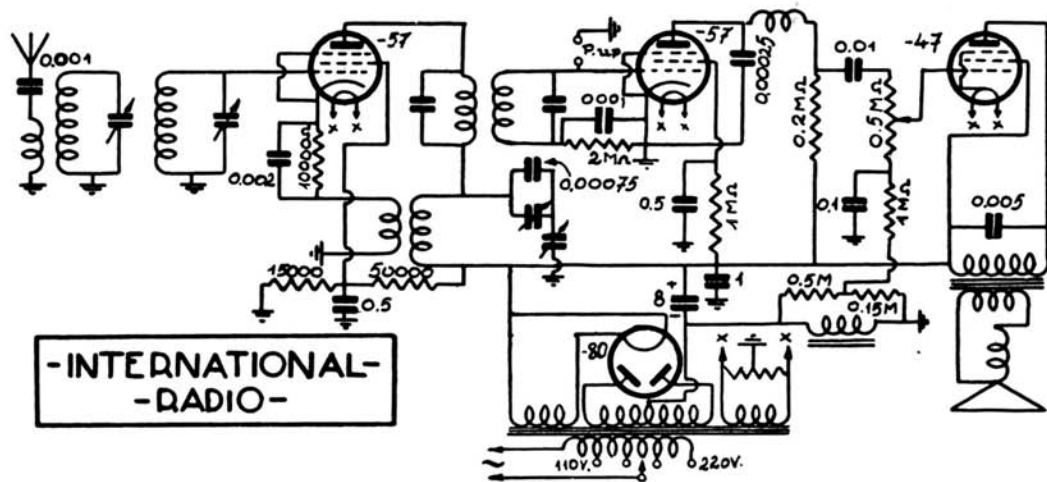 -57
-57
-47
0.001
P.up
0.00025
0.01
10000Ω
0.002
0.00075
2MΩ
0.5
1MΩ
0.2MΩ
0.5MΩ
0.1
1MΩ
0.005
x x
x x
x x
15000
50000
0.5
8
+
-
1
0.5M
0.15M
-80
x
x
-INTERNATIONAL-
-RADIO-
~
110V.
220V.